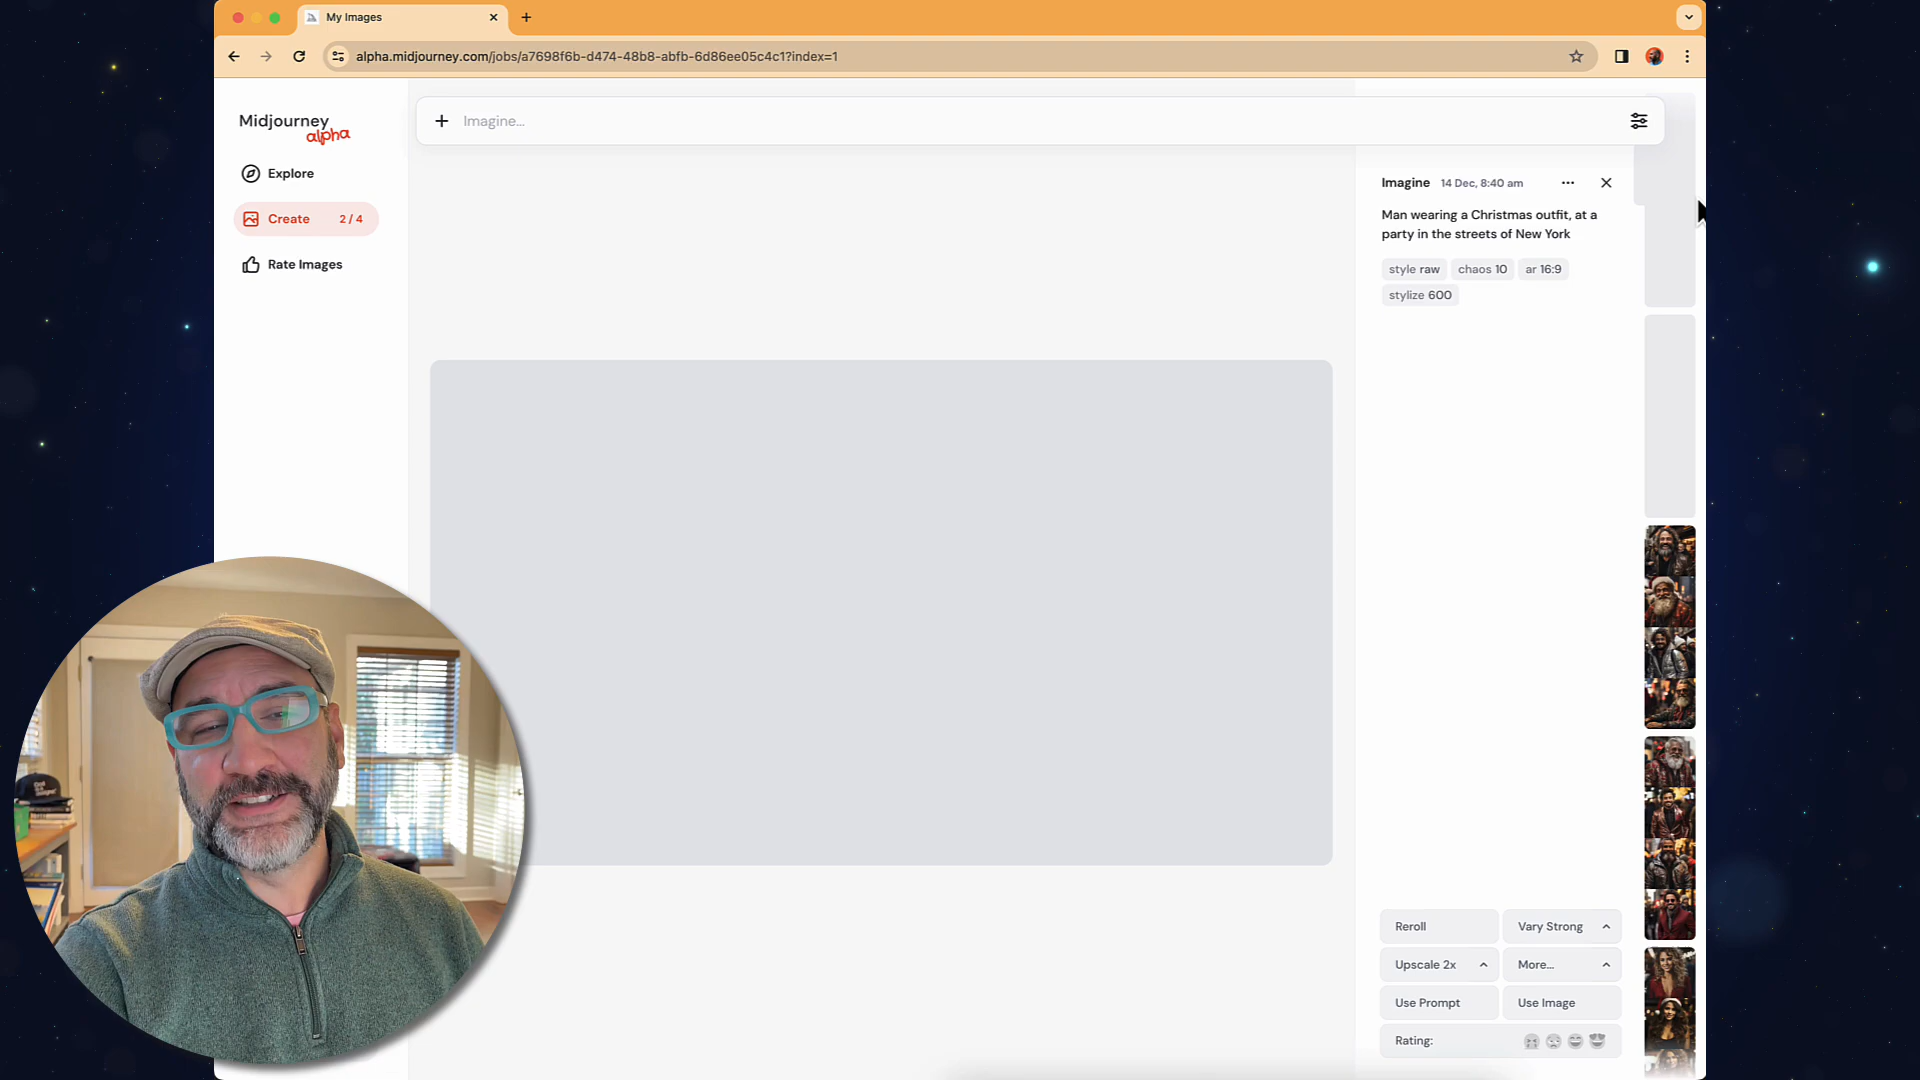 My Images
alpha.midjourney.com/jobs/a7698f6b-d474-48b8-abfb-6d86ee05c4c1?index=1
Midjourney
alpha
Imagine...
Explore
Create 2 / 4
Rate Images
Imagine 14 Dec, 8:40 am
Man wearing a Christmas outfit, at a
party in the streets of New York
style raw chaos 10 ar 16:9
stylize 600
Reroll Vary Strong
Upscale 2x More...
Use Prompt Use Image
Rating: